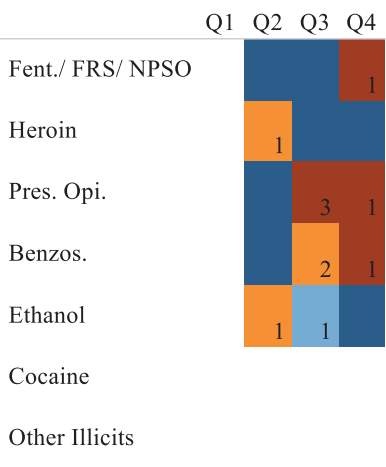 Q1 Q2 Q3 Q4
Fent./ FRS/ NPSO 1
Heroin 1
Pres. Opi. 3 1
Benzos. 2 1
Ethanol 1 1
Cocaine
Other Illicits